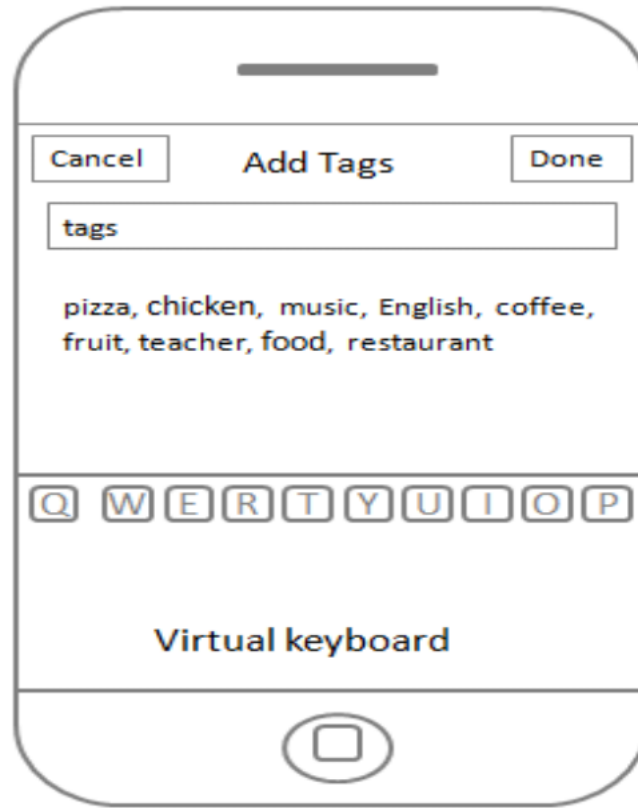 Cancel Add Tags Done
tags
pizza, chicken, music, English, coffee,
fruit, teacher, food, restaurant
Q W E R T Y U I O P
Virtual keyboard